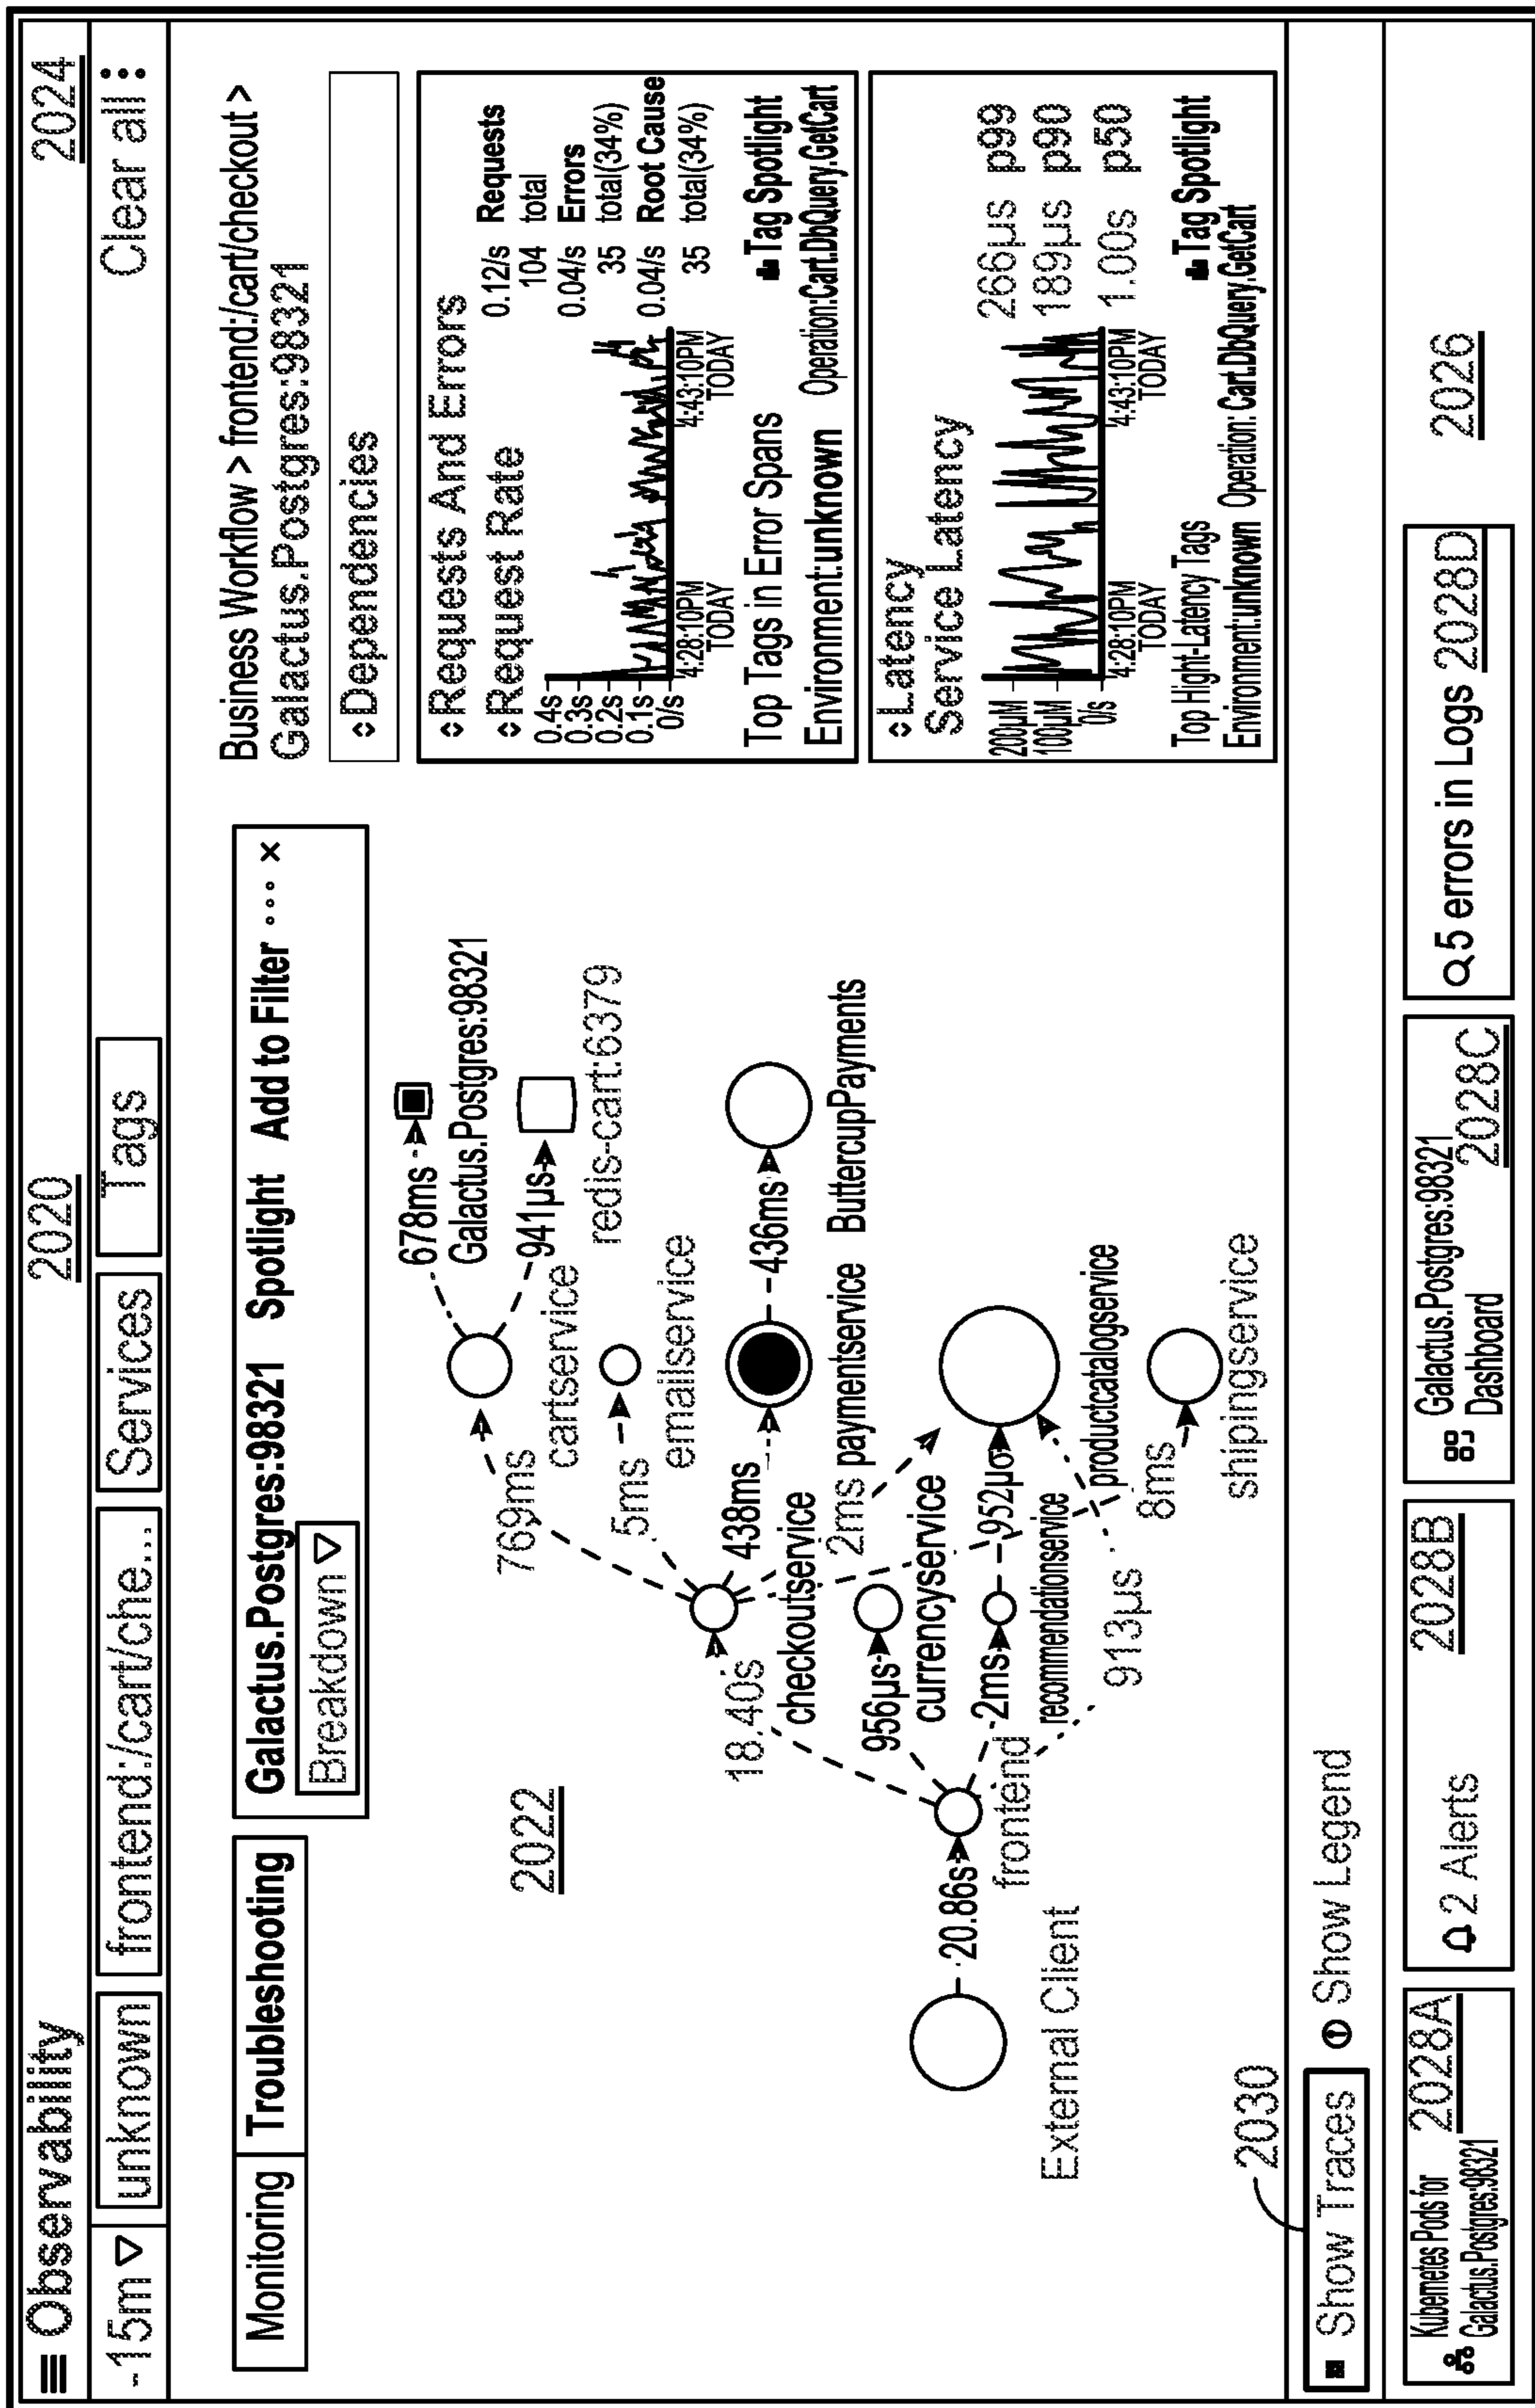 2020
2024
≡ Observability
-15m ▽ unknown frontend:/cart/che... Services Tags Clear all ⋮
Monitoring Troubleshooting
Galactus.Postgres:98321 Spotlight Add to Filter ... ×
Breakdown ▽
2022
678ms
Galactus.Postgres:98321
941µs
redis-cart:6379
769ms
cartservice
5ms
emailservice
438ms
436ms
paymentservice
ButtercupPayments
18.40s
checkoutservice
2ms
956µs
currencyservice
2ms
952µs
recommendationservice
productcatalogservice
20.86s
frontend
External Client
913µs
8ms
shipingservice
Business Workflow > frontend:/cart/checkout >
Galactus.Postgres:98321
Dependencies
Requests And Errors
Request Rate
0.4s
0.3s
0.2s
0.1s
0/s
4:28:10PM
TODAY
4:43:10PM
TODAY
0.12/s Requests
104 total
0.04/s Errors
35 total(34%)
0.04/s Root Cause
35 total(34%)
Top Tags in Error Spans Tag Spotlight
Environment:unknown Operation:Cart.DbQuery.GetCart
Latency
Service Latency
200µM
100µM
0/s
4:28:10PM
TODAY
4:43:10PM
TODAY
266µs p99
189µs p90
1.00s p50
Top Hight-Latency Tags Tag Spotlight
Environment:unknown Operation: Cart.DbQuery.GetCart
2030
Show Traces Show Legend
2026
Kubernetes Pods for
Galactus.Postgres:98321
2028A
2 Alerts
2028B
Galactus.Postgres:98321
Dashboard
2028C
5 errors in Logs
2028D